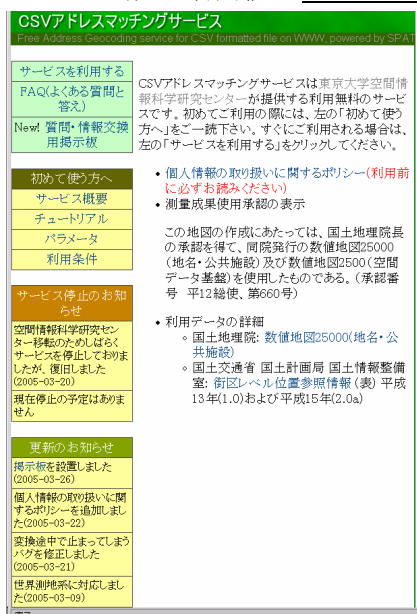 CSVアドレスマッチングサービス
Free Address Geocoding service for CSV formatted file on WWW, powered by SPAT
サービスを利用する
FAQ(よくある質問と
答え)
New! 質問・情報交換
用掲示板
初めて使う方へ
サービス概要
チュートリアル
パラメータ
利用条件
サービス停止のお知
らせ
空間情報科学研究セン
ター移転のためしばらく
サービスを停止しておりま
したが、復旧しました
(2005-03-20)
現在停止の予定はありま
せん
更新のお知らせ
掲示板を設置しました
(2005-03-26)
個人情報の取り扱いに関
するポリシーを追加しまし
た(2005-03-22)
変換途中で止まってしまう
バグを修正しました
(2005-03-21)
世界測地系に対応しまし
た(2005-03-09)
CSVアドレスマッチングサービスは東京大学空間情
報科学研究センターが提供する利用無料のサービ
スです。初めてご利用の際には、左の「初めて使う
方へ」をご一読下さい。すぐにご利用される場合は、
左の「サービスを利用する」をクリックしてください。
• 個人情報の取り扱いに関するポリシー(利用前
に必ずお読みください)
• 測量成果使用承認の表示
この地図の作成にあたっては、国土地理院長
の承認を得て、同院発行の数値地図25000
(地名・公共施設)及び数値地図2500(空間
データ基盤)を使用したものである。(承認番
号 平12総使、第660号)
• 利用データの詳細
◦ 国土地理院: 数値地図25000(地名・公
共施設)
◦ 国土交通省 国土計画局 国土情報整備
室: 街区レベル位置参照情報 (表) 平成
13年(1.0)および平成15年(2.0a)